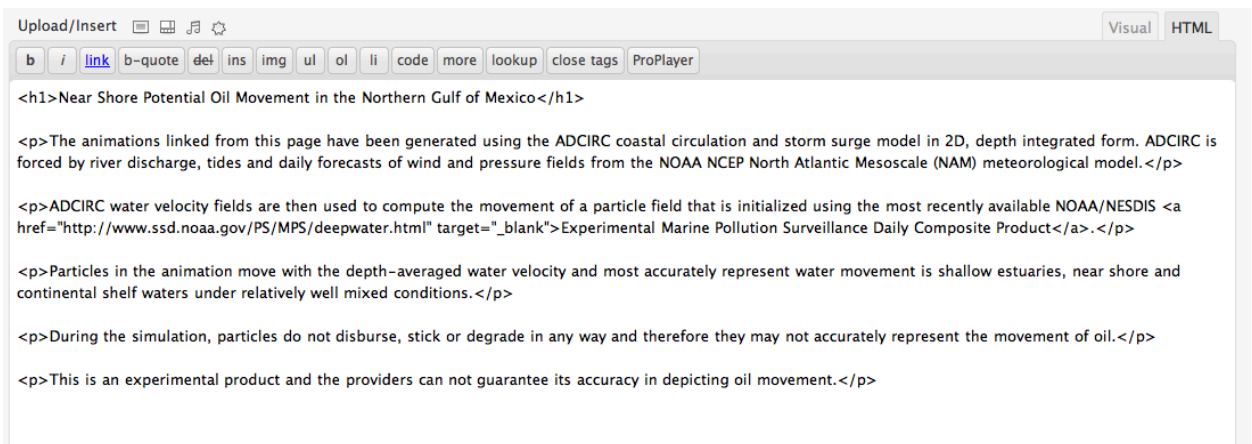 Upload/Insert
Visual HTML
b i link b-quote del ins img ul ol li code more lookup close tags ProPlayer
<h1>Near Shore Potential Oil Movement in the Northern Gulf of Mexico</h1>
<p>The animations linked from this page have been generated using the ADCIRC coastal circulation and storm surge model in 2D, depth integrated form. ADCIRC is
forced by river discharge, tides and daily forecasts of wind and pressure fields from the NOAA NCEP North Atlantic Mesoscale (NAM) meteorological model.</p>
<p>ADCIRC water velocity fields are then used to compute the movement of a particle field that is initialized using the most recently available NOAA/NESDIS <a
href="http://www.ssd.noaa.gov/PS/MPS/deepwater.html" target="_blank">Experimental Marine Pollution Surveillance Daily Composite Product</a>.</p>
<p>Particles in the animation move with the depth-averaged water velocity and most accurately represent water movement is shallow estuaries, near shore and
continental shelf waters under relatively well mixed conditions.</p>
<p>During the simulation, particles do not disburse, stick or degrade in any way and therefore they may not accurately represent the movement of oil.</p>
<p>This is an experimental product and the providers can not guarantee its accuracy in depicting oil movement.</p>